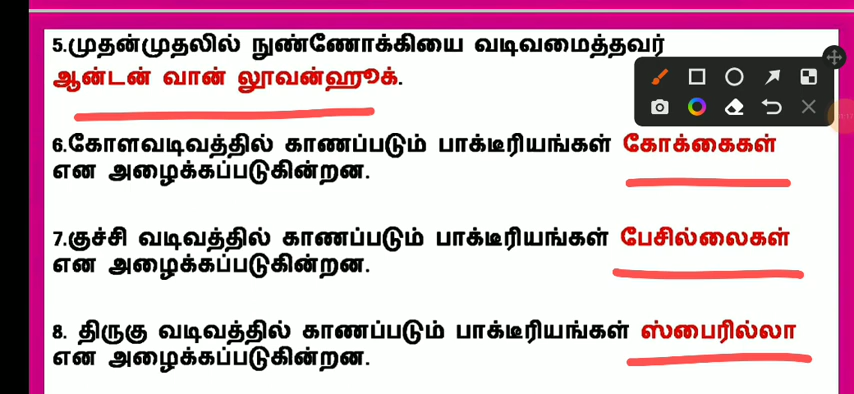 5.முதன்முதலில் நுண்ணோக்கியை வடிவமைத்தவர்
ஆன்டன் வான் லூவன்ஹூக்.
6.கோளவடிவத்தில் காணப்படும் பாக்டீரியங்கள் கோக்கைகள்
என அழைக்கப்படுகின்றன.
7.குச்சி வடிவத்தில் காணப்படும் பாக்டீரியங்கள் பேசில்லைகள்
என அழைக்கப்படுகின்றன.
8. திருகு வடிவத்தில் காணப்படும் பாக்டீரியங்கள் ஸ்பைரில்லா
என அழைக்கப்படுகின்றன.